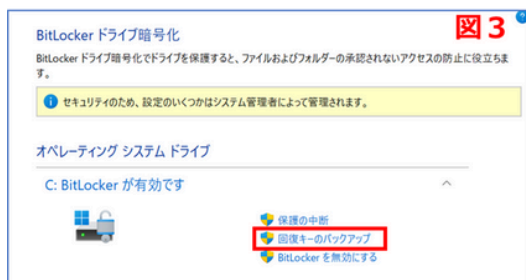 図３
BitLocker ドライブ暗号化
BitLocker ドライブ暗号化でドライブを保護すると、ファイルおよびフォルダーの承認されないアクセスの防止に役立ちま
す。
セキュリティのため、設定のいくつかはシステム管理者によって管理されます。
オペレーティング システム ドライブ
C: BitLocker が有効です
保護の中断
回復キーのバックアップ
BitLocker を無効にする